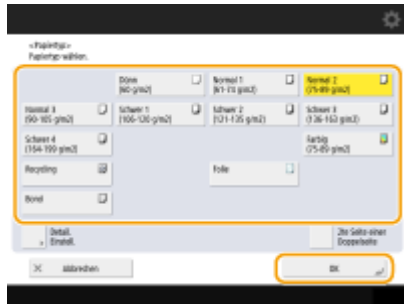 <Papiertyp>
Papiertyp wählen.
Dünn
(60 g/m2)
Normal 1
(61-74 g/m2)
Normal 2
(75-89 g/m2)
Normal 3
(90-105 g/m2)
Schwer 1
(106-120 g/m2)
Schwer 2
(121-135 g/m2)
Schwer 3
(136-163 g/m2)
Schwer 4
(164-199 g/m2)
Farbig
(75-89 g/m2)
Recycling
Folie
Bond
Detail.
Einstell.
2te Seite einer
Doppelseite
Abbrechen
OK